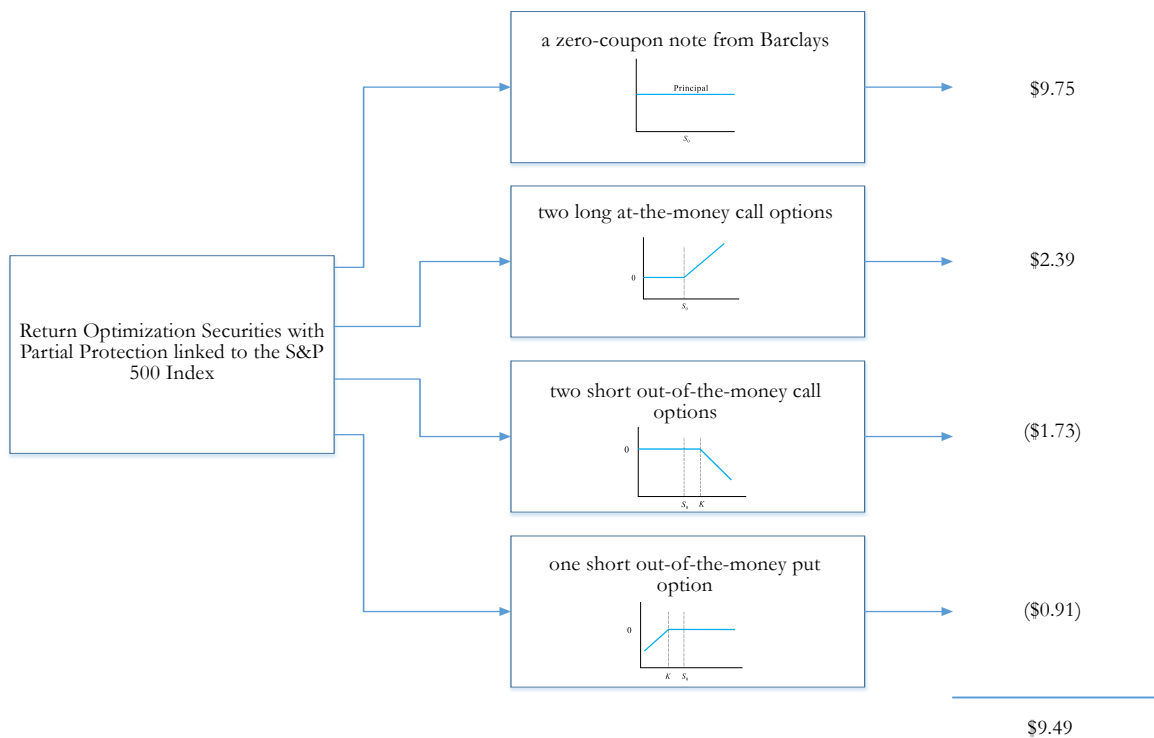 a zero-coupon note from Barclays
Principal
S₀
$9.75
two long at-the-money call options
0
S₀
$2.39
Return Optimization Securities with
Partial Protection linked to the S&P
500 Index
two short out-of-the-money call
options
0
S₀ K
($1.73)
one short out-of-the-money put
option
0
K S₀
($0.91)
$9.49